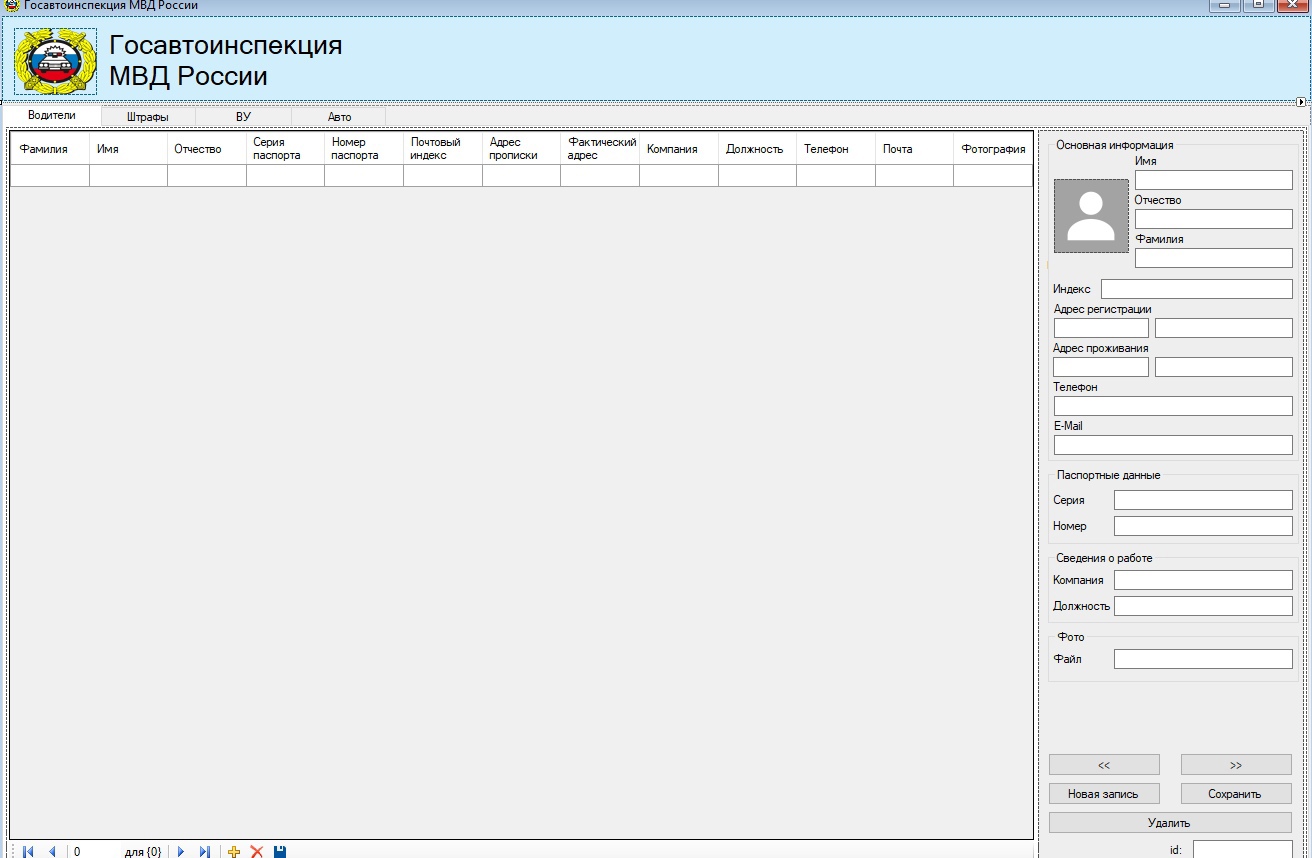 Госавтоинспекция МВД России
Госавтоинспекция
МВД России
Водители
Штрафы
ВУ
Авто
Фамилия
Имя
Отчество
Серия
паспорта
Номер
паспорта
Почтовый
индекс
Адрес
прописки
Фактический
адрес
Компания
Должность
Телефон
Почта
Фотография
Основная информация
Имя
Отчество
Фамилия
Индекс
Адрес регистрации
Адрес проживания
Телефон
E-Mail
Паспортные данные
Серия
Номер
Сведения о работе
Компания
Должность
Фото
Файл
<<
>>
Новая запись
Сохранить
Удалить
id:
0
для {0}